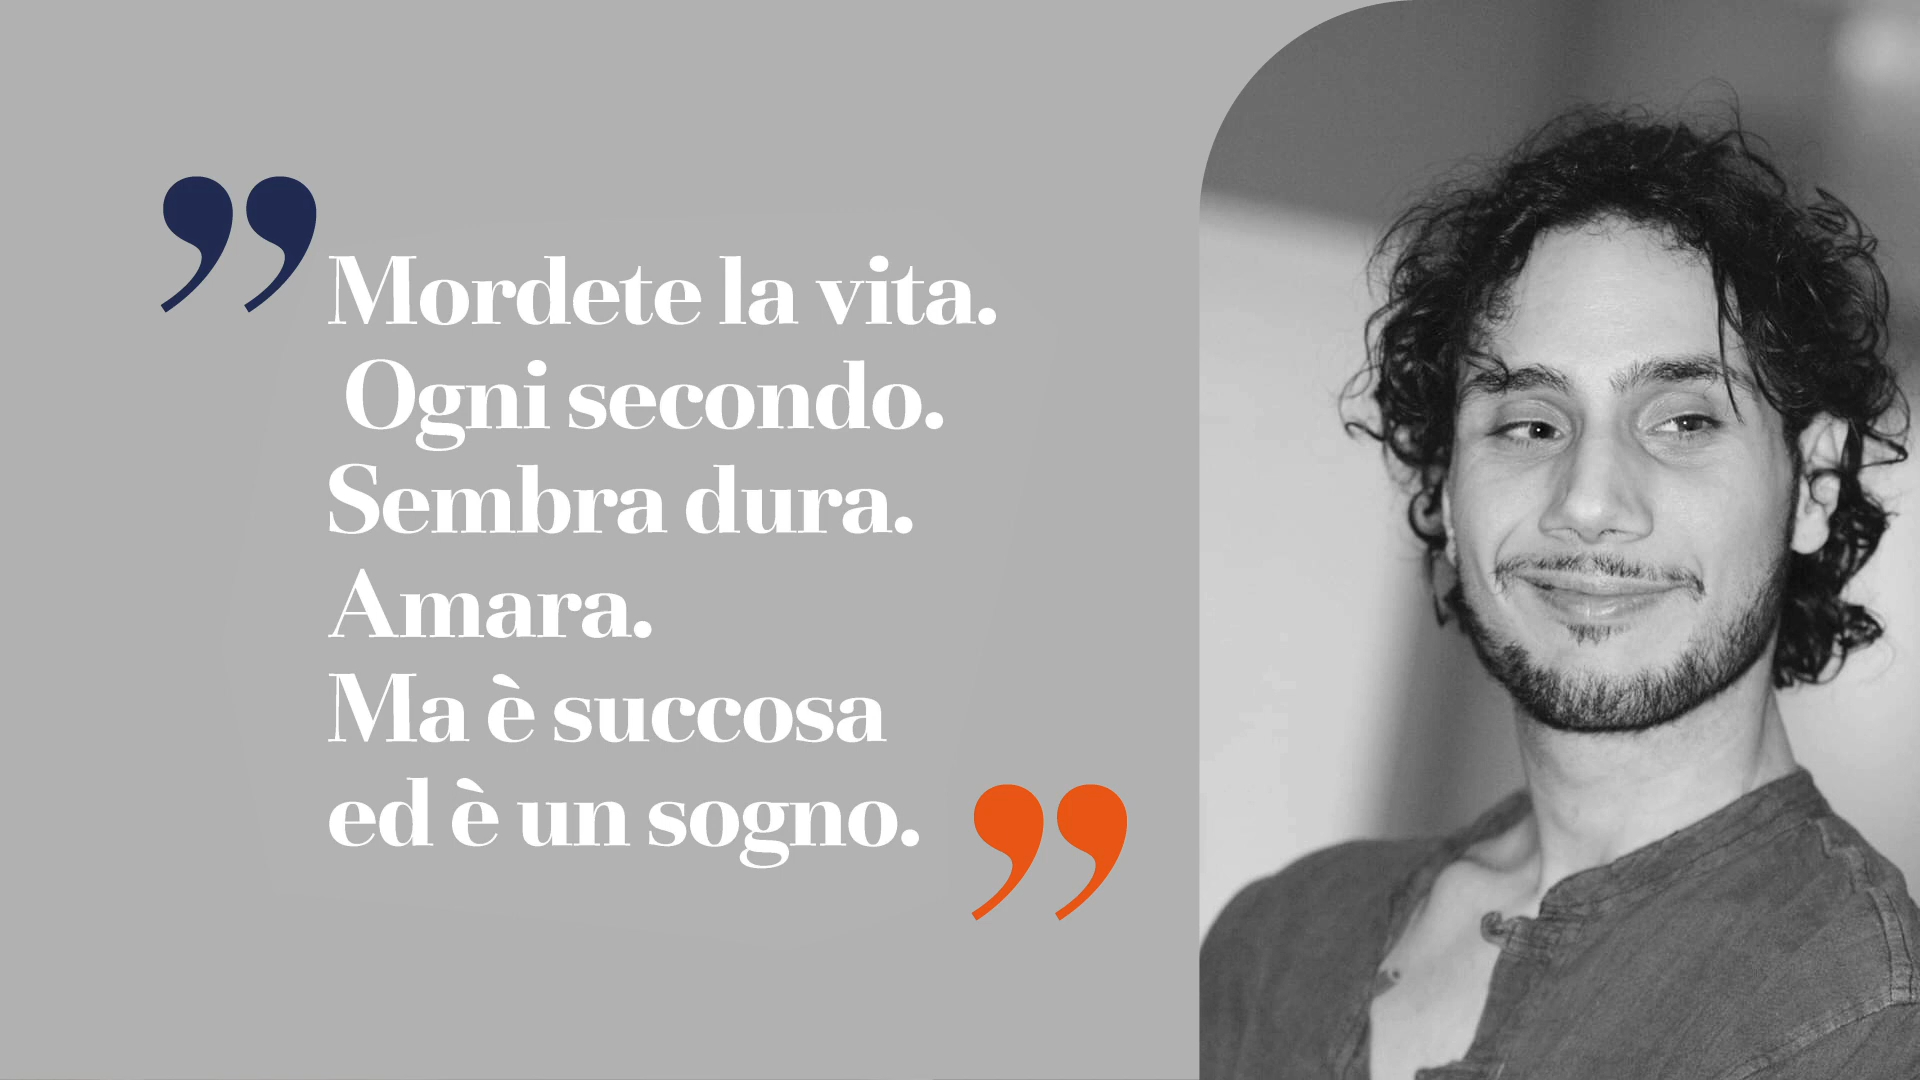 ” Mordete la vita.
Ogni secondo.
Sembra dura.
Amara.
Ma è succosa
ed è un sogno. ”